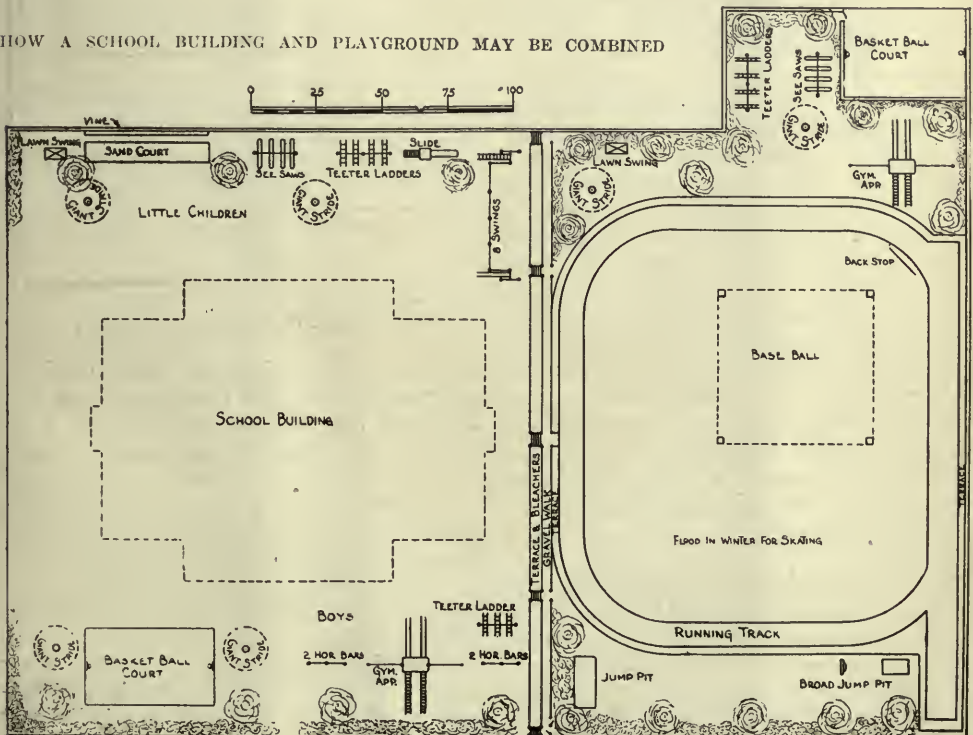 HOW A SCHOOL BUILDING AND PLAYGROUND MAY BE COMBINED
0 25 50 75 100
VINE
LAWN SWING
SAND COURT
SEE SAWS
TEETER LADDERS
SLIDE
GIANT STRIDE
LITTLE CHILDREN
GIANT STRIDE
8 SWINGS
SCHOOL BUILDING
BOYS
TEETER LADDER
GIANT STRIDE
BASKET BALL
COURT
GIANT STRIDE
2 HOR. BARS
GYM.
APP.
2 HOR. BARS
TERRACE & BLEACHERS
GRAVEL WALK
TERRACE
TEETER LADDERS
SEE SAWS
BASKET BALL
COURT
GIANT STRIDE
LAWN SWING
GIANT STRIDE
GYM.
APP.
BACK STOP
BASE BALL
FLOOD IN WINTER FOR SKATING
TERRACE
RUNNING TRACK
JUMP PIT
BROAD JUMP PIT